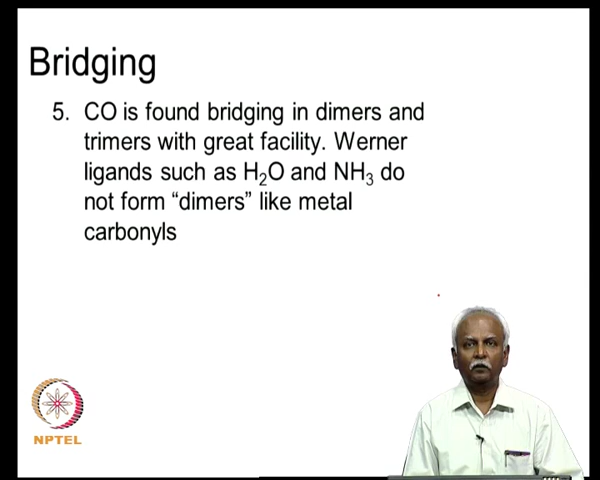 Bridging
5. CO is found bridging in dimers and
trimers with great facility. Werner
ligands such as H₂O and NH₃ do
not form “dimers” like metal
carbonyls
NPTEL